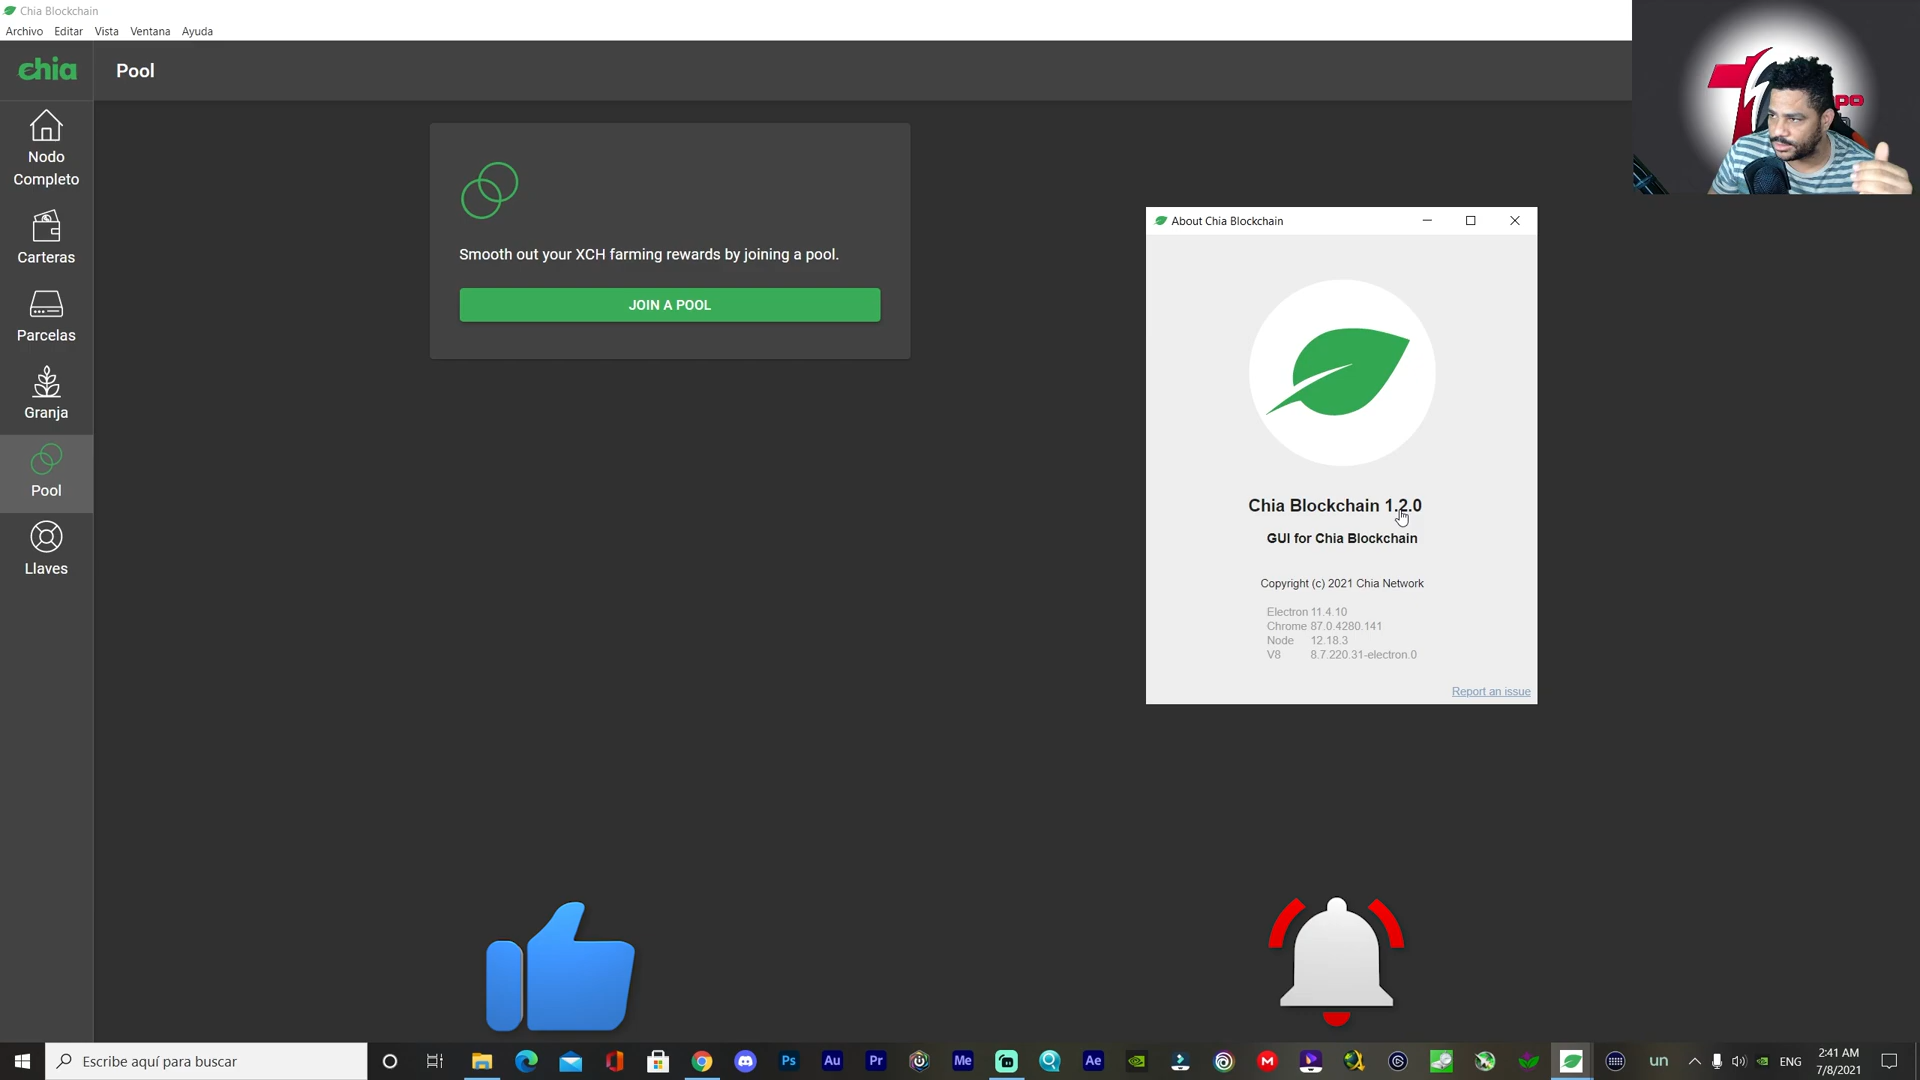 Chia Blockchain
Archivo Editar Vista Ventana Ayuda
chia
Pool
Nodo
Completo
Carteras
Parcelas
Granja
Pool
Llaves
Smooth out your XCH farming rewards by joining a pool.
JOIN A POOL
About Chia Blockchain
Chia Blockchain 1.2.0
GUI for Chia Blockchain
Copyright (c) 2021 Chia Network
Electron 11.4.10
Chrome 87.0.4280.141
Node 12.18.3
V8 8.7.220.31-electron.0
Report an issue
Escribe aquí para buscar
Ps Au Pr Me Ae
un
ENG
2:41 AM
7/8/2021